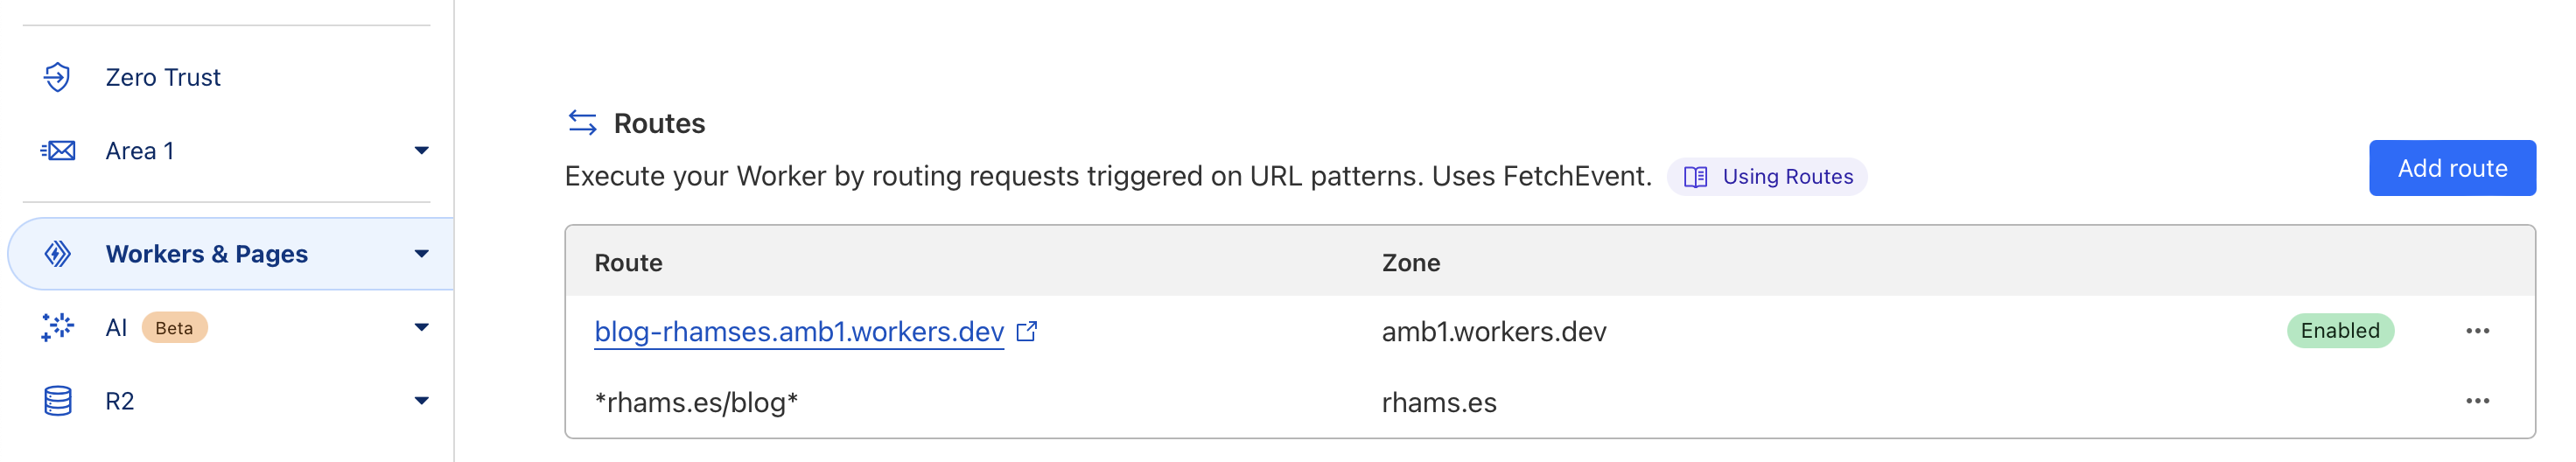 Zero Trust
Area 1
Workers & Pages
AI Beta
R2
Routes
Execute your Worker by routing requests triggered on URL patterns. Uses FetchEvent. Using Routes
Add route
Route Zone
blog-rhamses.amb1.workers.dev amb1.workers.dev Enabled
*rhams.es/blog* rhams.es